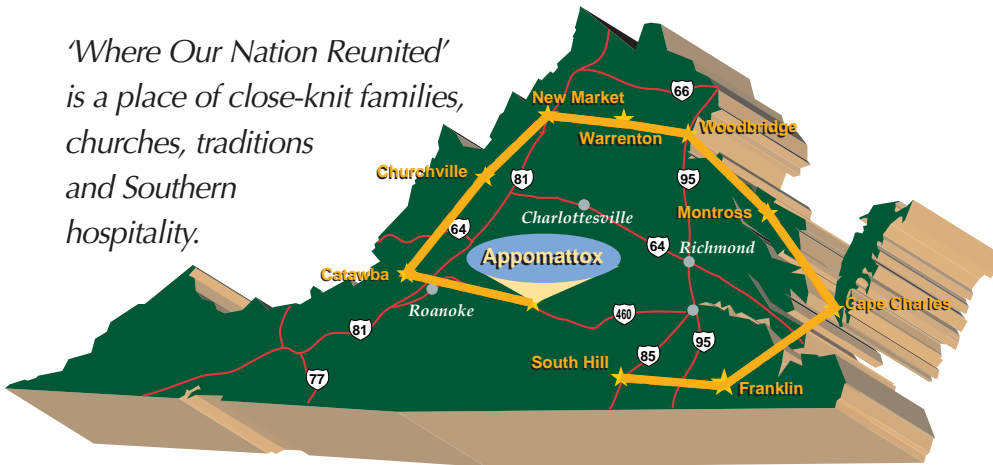 ‘Where Our Nation Reunited’
is a place of close-knit families,
churches, traditions
and Southern
hospitality.
66
New Market
Woodbridge
Warrenton
Churchville
81
95
Montross
Charlottesville
64
64
Richmond
Appomattox
Catawba
Cape Charles
Roanoke
460
81
95
85
South Hill
77
Franklin